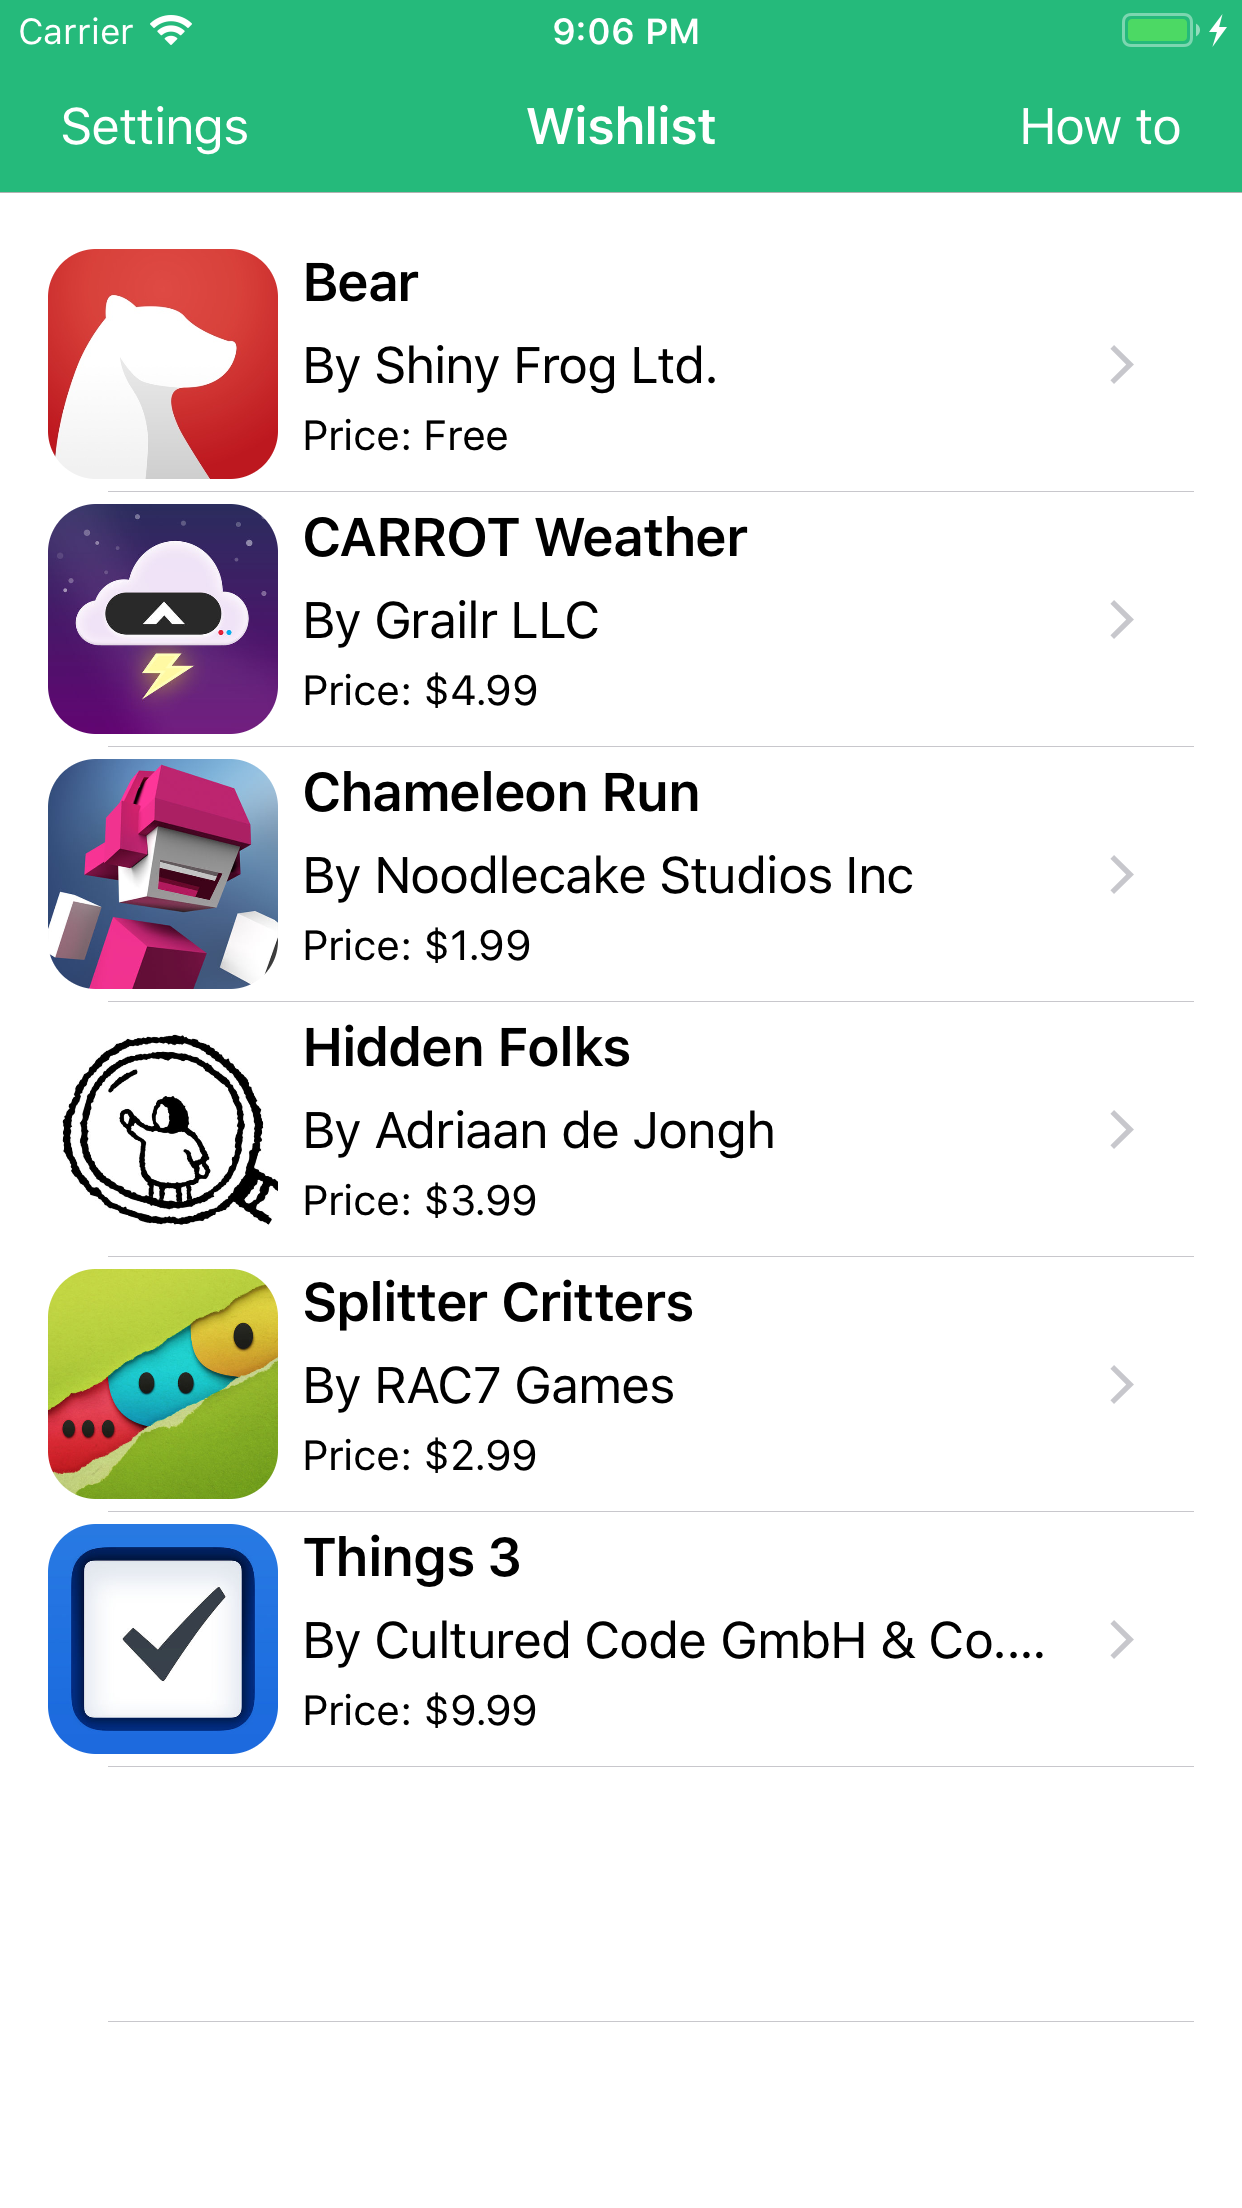 Carrier 9:06 PM
Settings Wishlist How to
Bear
By Shiny Frog Ltd.
Price: Free
CARROT Weather
By Grailr LLC
Price: $4.99
Chameleon Run
By Noodlecake Studios Inc
Price: $1.99
Hidden Folks
By Adriaan de Jongh
Price: $3.99
Splitter Critters
By RAC7 Games
Price: $2.99
Things 3
By Cultured Code GmbH & Co....
Price: $9.99